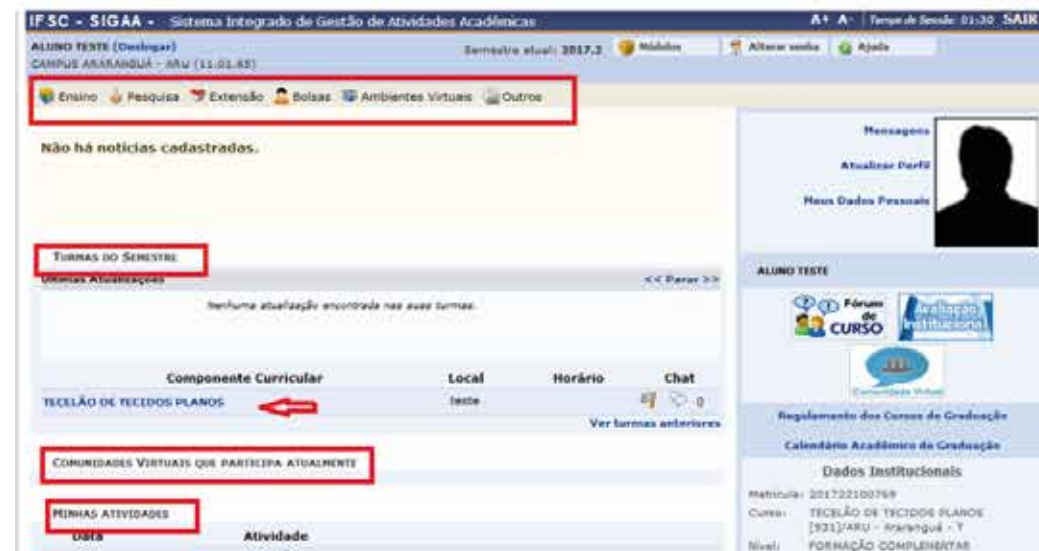 IFSC - SIGAA - Sistema Integrado de Gestão de Atividades Acadêmicas A+ A- Tempo de Sessão: 01:30 SAIR
ALUNO TESTE (Deslogar) Semestre atual: 2017.2 Módulos Alterar senha Ajuda
CAMPUS ARARANGUÁ - ARU (11.01.65)
Ensino Pesquisa Extensão Bolsas Ambientes Virtuais Outros
Não há notícias cadastradas.
Mensagens
Atualizar Perfil
Meus Dados Pessoais
TURMAS DO SEMESTRE
Últimas Atualizações << Parar >>
Nenhuma atualização encontrada nas suas turmas.
ALUNO TESTE
Fórum de CURSO
Avaliação Institucional
Comunidade Virtual
Componente Curricular Local Horário Chat
TECELÃO DE TECIDOS PLANOS teste 0
Ver turmas anteriores
Regulamento dos Cursos de Graduação
Calendário Acadêmico de Graduação
COMUNIDADES VIRTUAIS QUE PARTICIPA ATUALMENTE
MINHAS ATIVIDADES
Data Atividade
Dados Institucionais
Matrícula: 201722100769
Curso: TECELÃO DE TECIDOS PLANOS
[931]/ARU - Araranguá - T
Nível: FORMAÇÃO COMPLEMENTAR